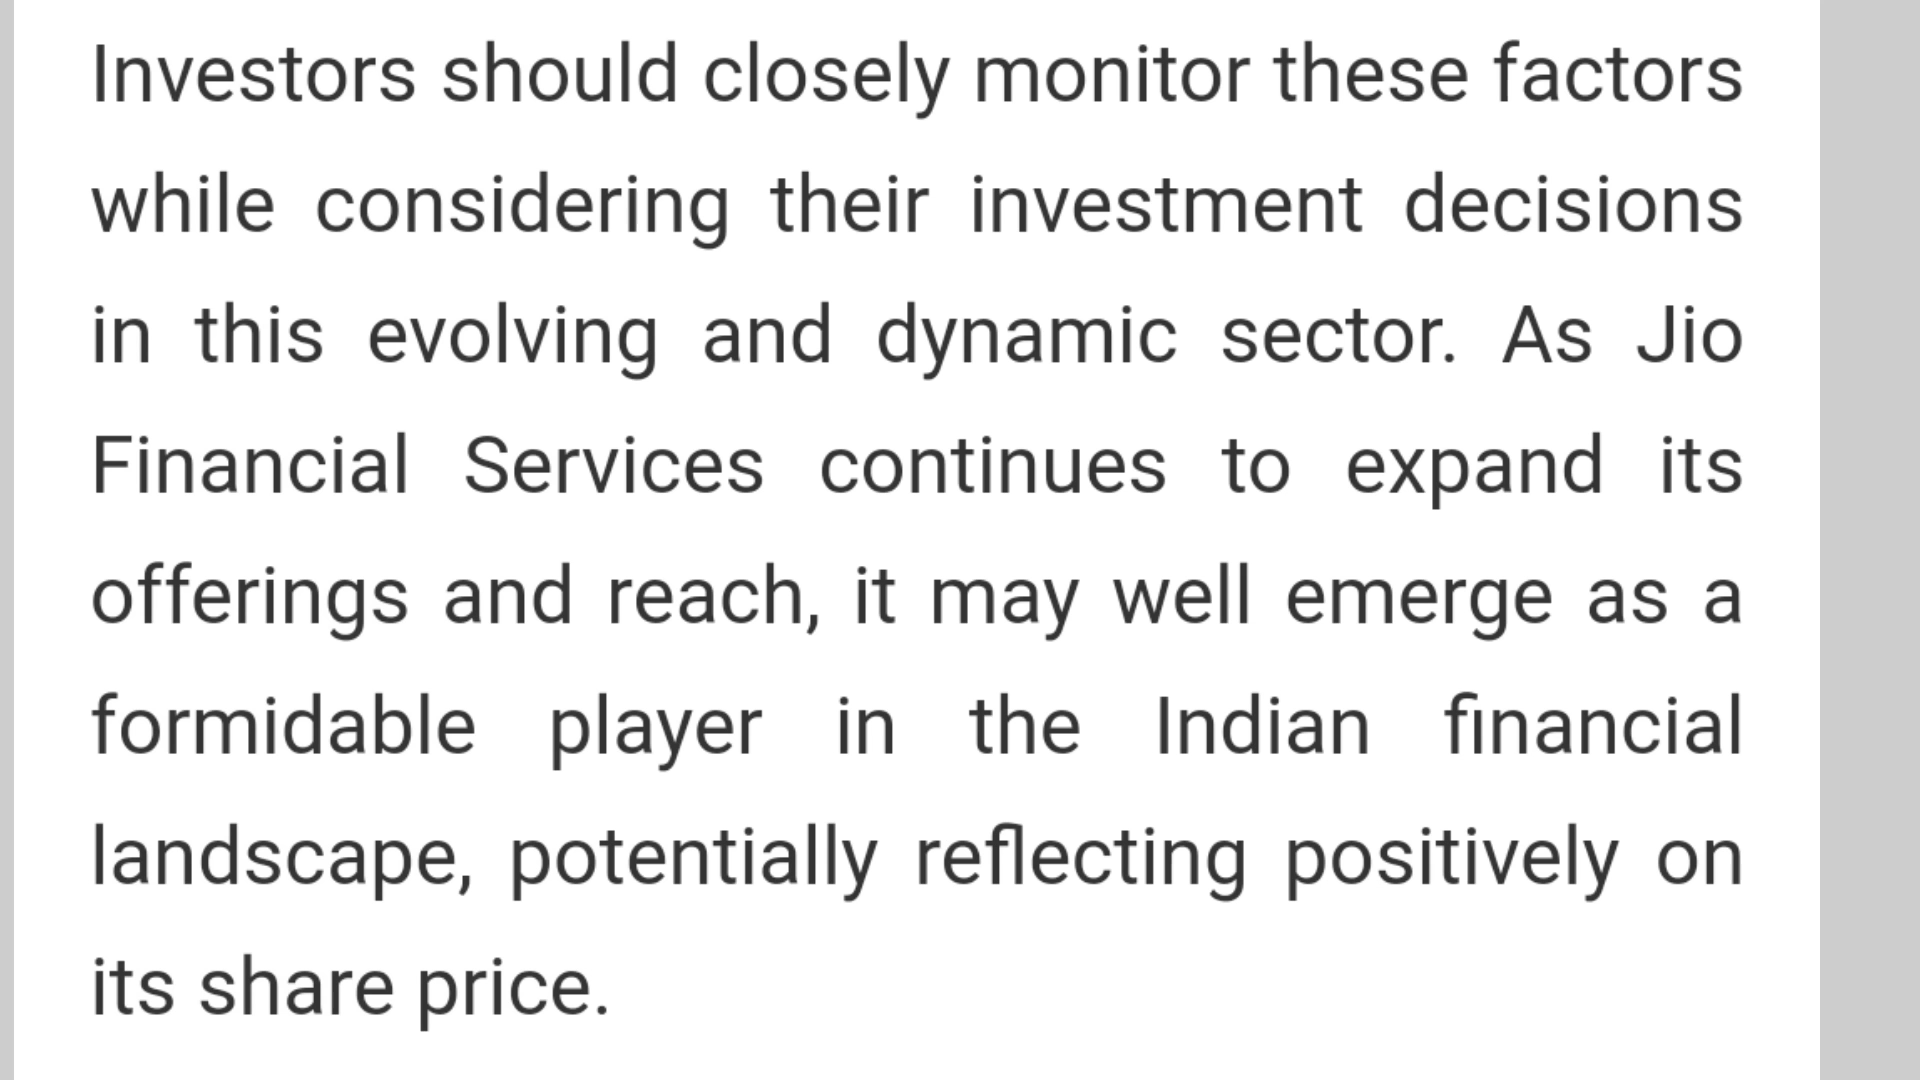 Investors should closely monitor these factors
while considering their investment decisions
in this evolving and dynamic sector. As Jio
Financial Services continues to expand its
offerings and reach, it may well emerge as a
formidable player in the Indian financial
landscape, potentially reflecting positively on
its share price.